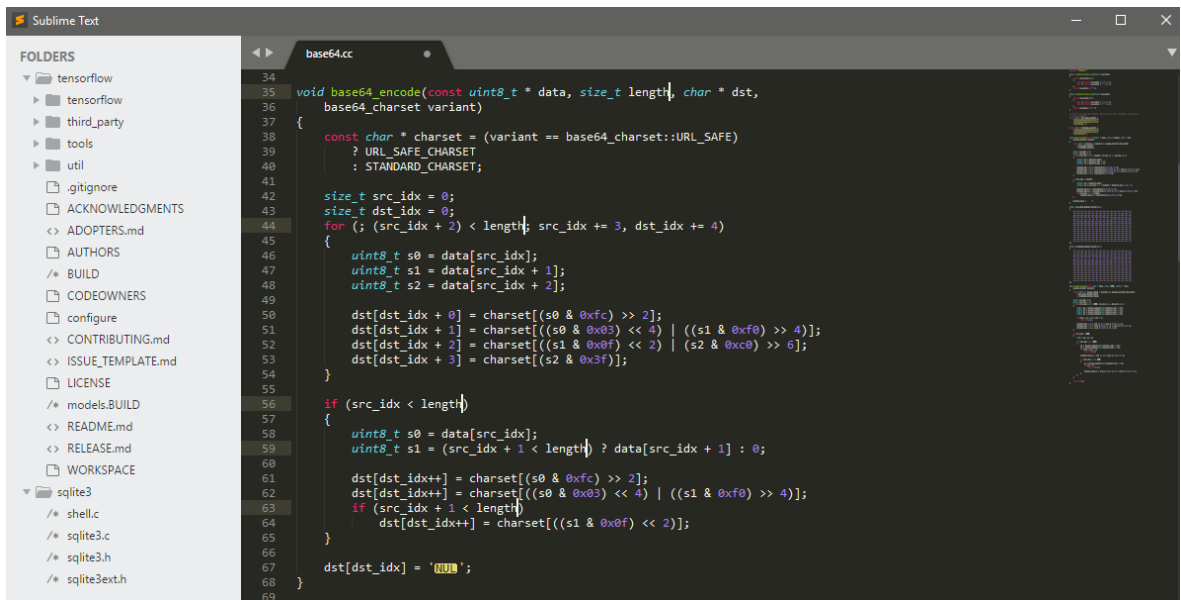 Sublime Text
FOLDERS
tensorflow
tensorflow
third_party
tools
util
.gitignore
ACKNOWLEDGMENTS
<> ADOPTERS.md
AUTHORS
/* BUILD
CODEOWNERS
configure
<> CONTRIBUTING.md
<> ISSUE_TEMPLATE.md
LICENSE
/* models.BUILD
<> README.md
<> RELEASE.md
WORKSPACE
sqlite3
/* shell.c
/* sqlite3.c
/* sqlite3.h
/* sqlite3ext.h
base64.cc
34
35 void base64_encode(const uint8_t * data, size_t length, char * dst,
36 base64_charset variant)
37 {
38 const char * charset = (variant == base64_charset::URL_SAFE)
39 ? URL_SAFE_CHARSET
40 : STANDARD_CHARSET;
41
42 size_t src_idx = 0;
43 size_t dst_idx = 0;
44 for (; (src_idx + 2) < length; src_idx += 3, dst_idx += 4)
45 {
46 uint8_t s0 = data[src_idx];
47 uint8_t s1 = data[src_idx + 1];
48 uint8_t s2 = data[src_idx + 2];
49
50 dst[dst_idx + 0] = charset[(s0 & 0xfc) >> 2];
51 dst[dst_idx + 1] = charset[((s0 & 0x03) << 4) | ((s1 & 0xf0) >> 4)];
52 dst[dst_idx + 2] = charset[((s1 & 0x0f) << 2) | (s2 & 0xc0) >> 6];
53 dst[dst_idx + 3] = charset[(s2 & 0x3f)];
54 }
55
56 if (src_idx < length)
57 {
58 uint8_t s0 = data[src_idx];
59 uint8_t s1 = (src_idx + 1 < length) ? data[src_idx + 1] : 0;
60
61 dst[dst_idx++] = charset[(s0 & 0xfc) >> 2];
62 dst[dst_idx++] = charset[((s0 & 0x03) << 4) | ((s1 & 0xf0) >> 4)];
63 if (src_idx + 1 < length)
64 dst[dst_idx++] = charset[((s1 & 0x0f) << 2)];
65 }
66
67 dst[dst_idx] = 'NUL';
68 }
69